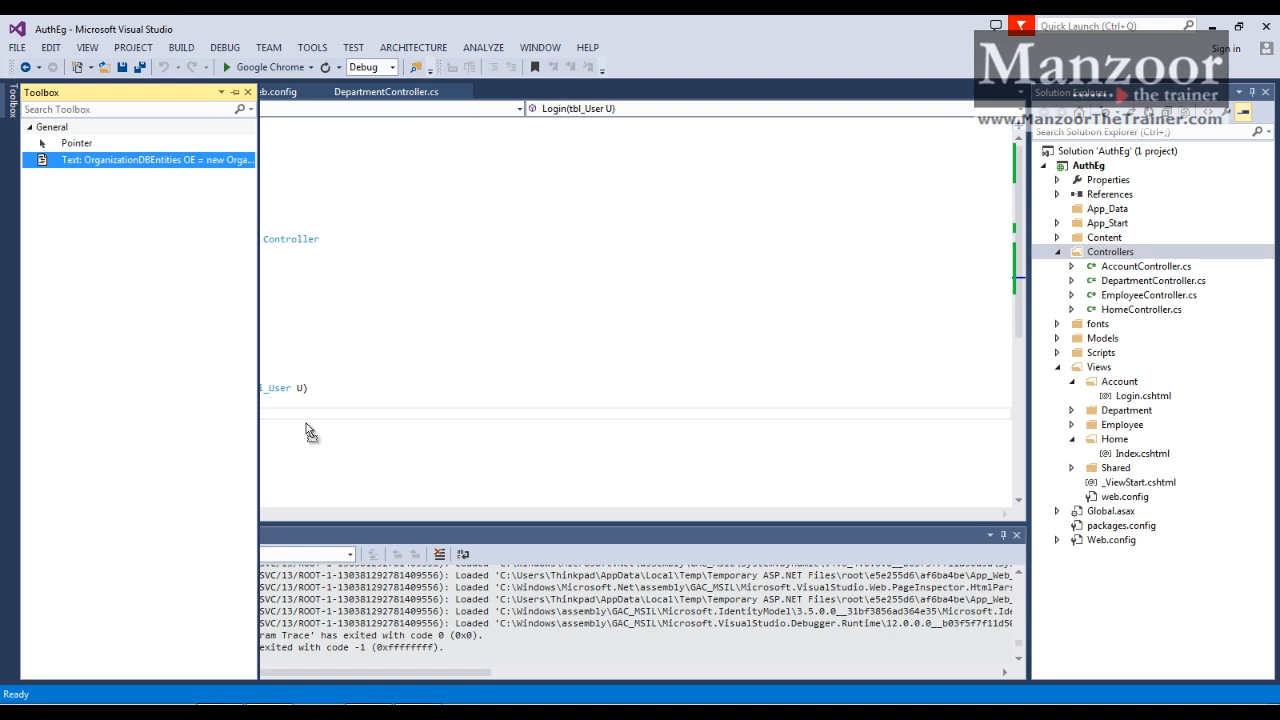 AuthEg - Microsoft Visual Studio
Quick Launch (Ctrl+Q)
FILE EDIT VIEW PROJECT BUILD DEBUG TEAM TOOLS TEST ARCHITECTURE ANALYZE WINDOW HELP
Sign in
Google Chrome
Debug
Manzoor
the trainer
www.ManzoorTheTrainer.com
Toolbox
Toolbox
Search Toolbox
General
Pointer
Text: OrganizationDBEntities OE = new Orga...
eb.config
DepartmentController.cs
Login(tbl_User U)
Controller
l_User U)
SVC/13/ROOT-1-130381292781409556): Loaded 'C:\Users\Thinkpad\AppData\Local\Temp\Temporary ASP.NET Files\root\e5e255d6\af6ba4be\App_Web_
SVC/13/ROOT-1-130381292781409556): Loaded 'C:\Windows\Microsoft.Net\assembly\GAC_MSIL\Microsoft.VisualStudio.Web.PageInspector.HtmlPars
SVC/13/ROOT-1-130381292781409556): Loaded 'C:\Users\Thinkpad\AppData\Local\Temp\Temporary ASP.NET Files\root\e5e255d6\af6ba4be\App_Web_
SVC/13/ROOT-1-130381292781409556): Loaded 'C:\Windows\assembly\GAC_MSIL\Microsoft.IdentityModel\3.5.0.0__31bf3856ad364e35\Microsoft.Ide
SVC/13/ROOT-1-130381292781409556): Loaded 'C:\Windows\assembly\GAC_MSIL\Microsoft.VisualStudio.Debugger.Runtime\12.0.0.0__b03f5f7f11d50
ram Trace' has exited with code 0 (0x0).
exited with code -1 (0xffffffff).
Solution Explorer
Search Solution Explorer (Ctrl+;)
Solution 'AuthEg' (1 project)
AuthEg
Properties
References
App_Data
App_Start
Content
Controllers
AccountController.cs
DepartmentController.cs
EmployeeController.cs
HomeController.cs
fonts
Models
Scripts
Views
Account
Login.cshtml
Department
Employee
Home
Index.cshtml
Shared
_ViewStart.cshtml
web.config
Global.asax
packages.config
Web.config
Ready